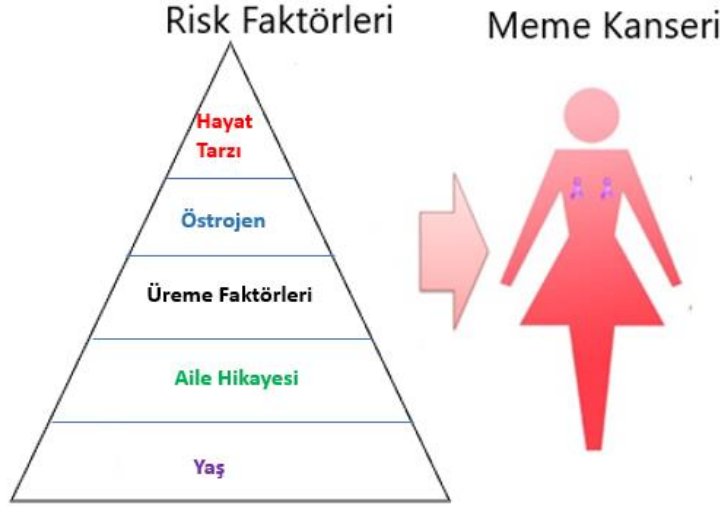 Risk Faktörleri
Meme Kanseri
Hayat
Tarzı
Östrojen
Üreme Faktörleri
Aile Hikayesi
Yaş